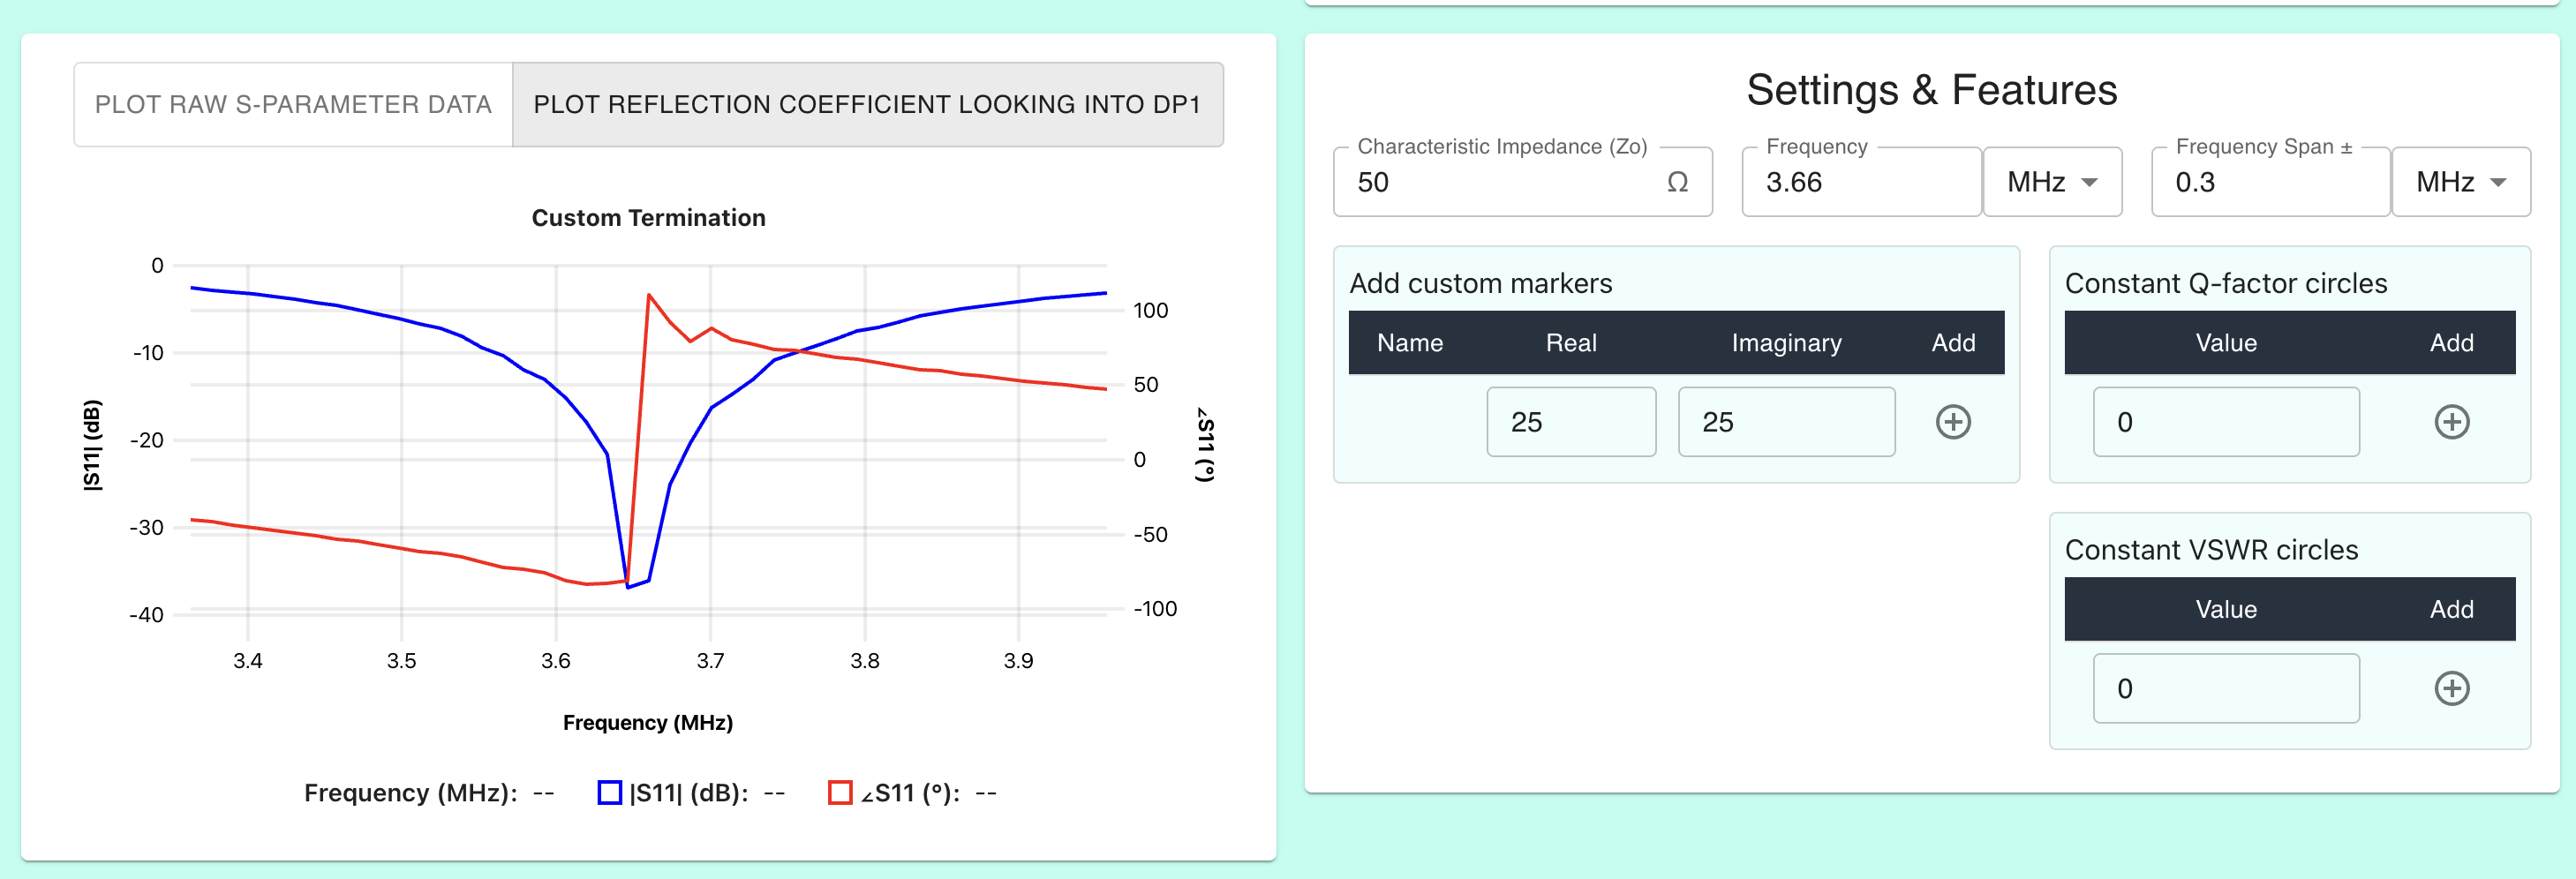 PLOT RAW S-PARAMETER DATA
PLOT REFLECTION COEFFICIENT LOOKING INTO DP1
Custom Termination
0
-10
-20
-30
-40
100
50
0
-50
-100
|S11| (dB)
∠S11 (°)
3.4 3.5 3.6 3.7 3.8 3.9
Frequency (MHz)
Frequency (MHz): -- |S11| (dB): -- ∠S11 (°): --
Settings & Features
Characteristic Impedance (Zo)
50 Ω
Frequency
3.66 MHz
Frequency Span ±
0.3 MHz
Add custom markers
Name Real Imaginary Add
25 25
Constant Q-factor circles
Value Add
0
Constant VSWR circles
Value Add
0